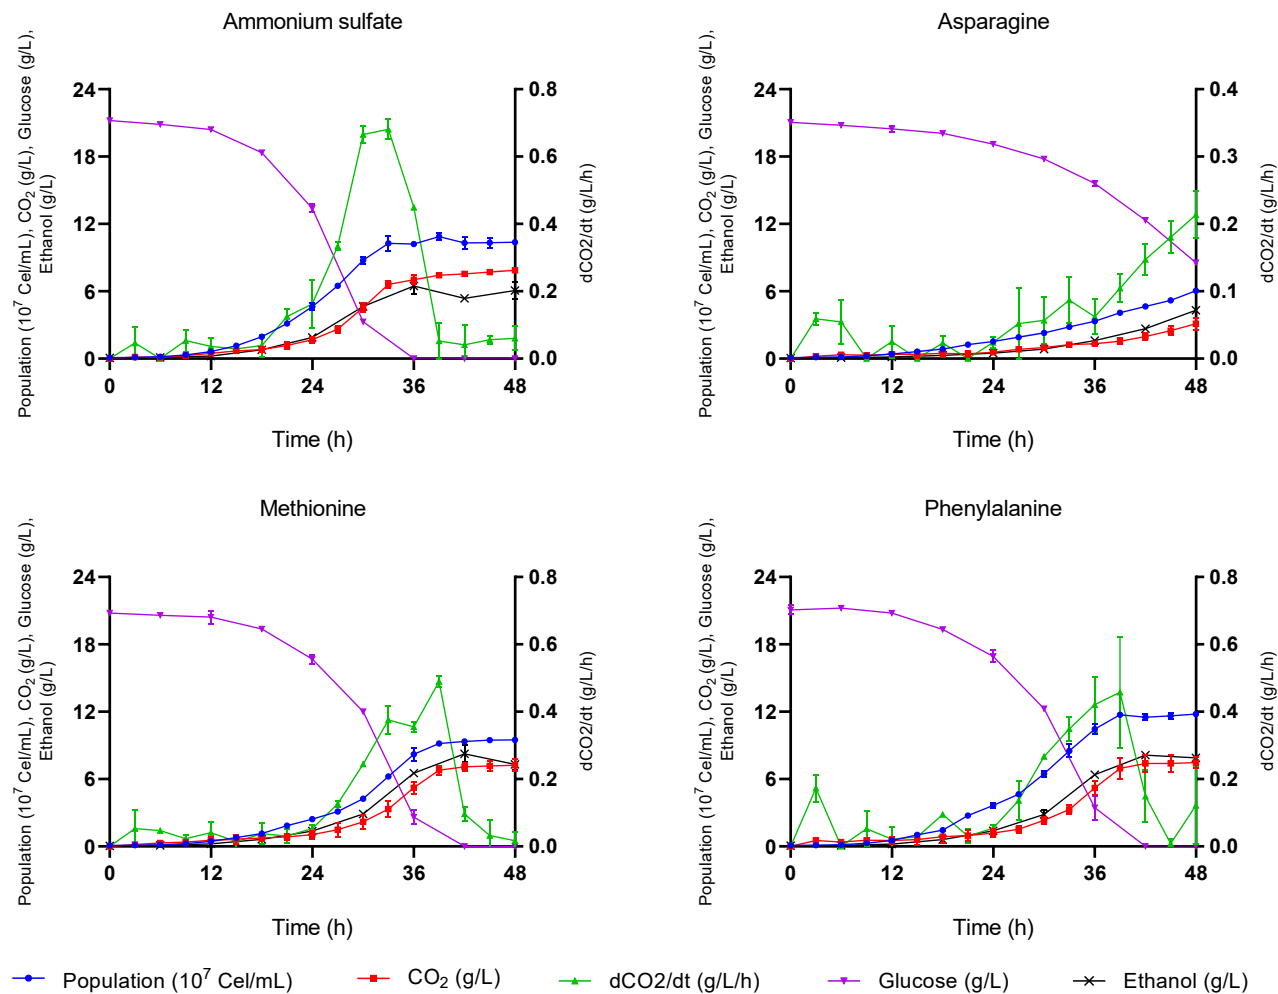 Ammonium sulfate
Population (10⁷ Cel/mL), CO₂ (g/L), Glucose (g/L),
Ethanol (g/L)
24
18
12
6
0
0.8
0.6
0.4
0.2
0.0
dCO2/dt (g/L/h)
0 12 24 36 48
Time (h)
Asparagine
Population (10⁷ Cel/mL), CO₂ (g/L), Glucose (g/L),
Ethanol (g/L)
24
18
12
6
0
0.4
0.3
0.2
0.1
0.0
dCO2/dt (g/L/h)
0 12 24 36 48
Time (h)
Methionine
Population (10⁷ Cel/mL), CO₂ (g/L), Glucose (g/L),
Ethanol (g/L)
24
18
12
6
0
0.8
0.6
0.4
0.2
0.0
dCO2/dt (g/L/h)
0 12 24 36 48
Time (h)
Phenylalanine
Population (10⁷ Cel/mL), CO₂ (g/L), Glucose (g/L),
Ethanol (g/L)
24
18
12
6
0
0.8
0.6
0.4
0.2
0.0
dCO2/dt (g/L/h)
0 12 24 36 48
Time (h)
Population (10⁷ Cel/mL) CO₂ (g/L) dCO2/dt (g/L/h) Glucose (g/L) Ethanol (g/L)